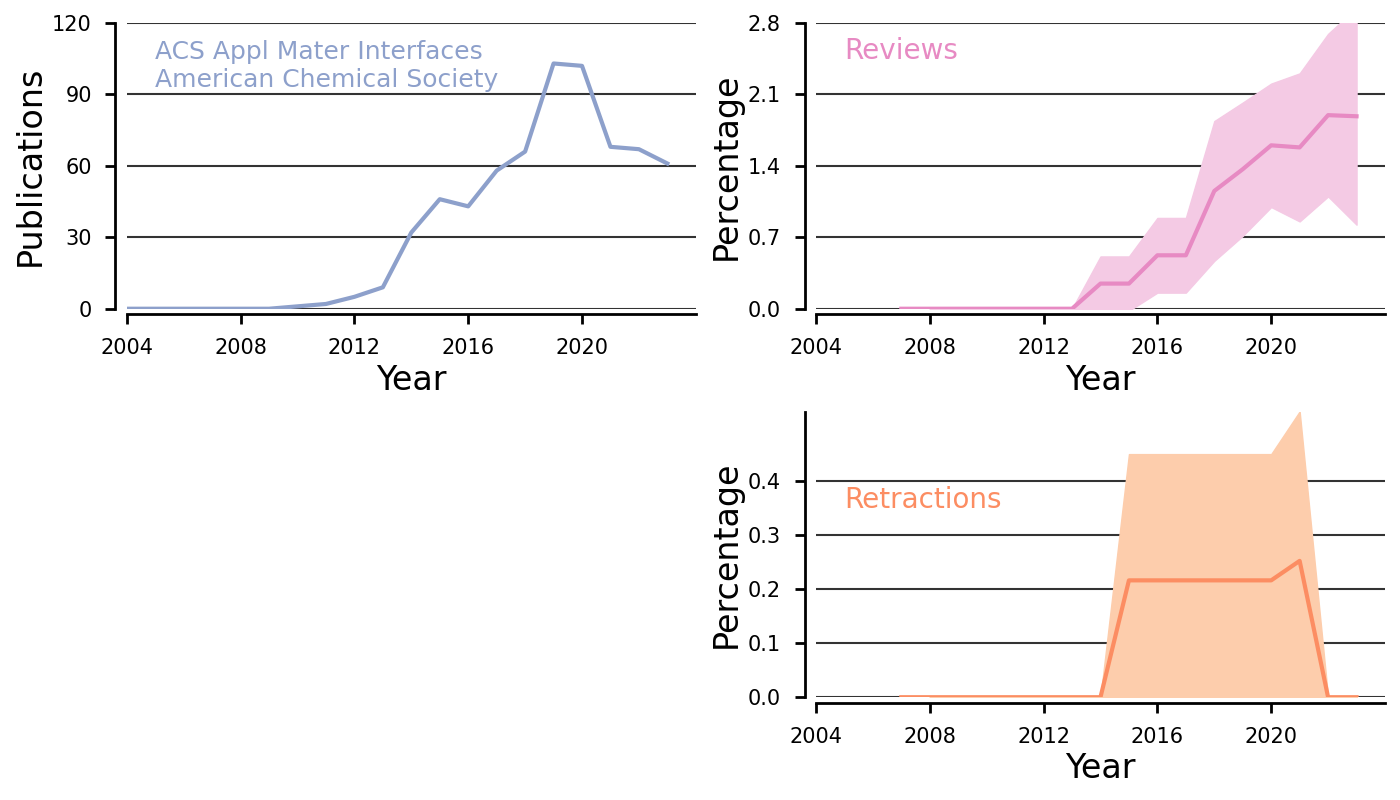 ACS Appl Mater Interfaces
American Chemical Society
Publications
120
90
60
30
0
2004 2008 2012 2016 2020
Year
Reviews
Percentage
2.8
2.1
1.4
0.7
0.0
2004 2008 2012 2016 2020
Year
Retractions
Percentage
0.4
0.3
0.2
0.1
0.0
2004 2008 2012 2016 2020
Year